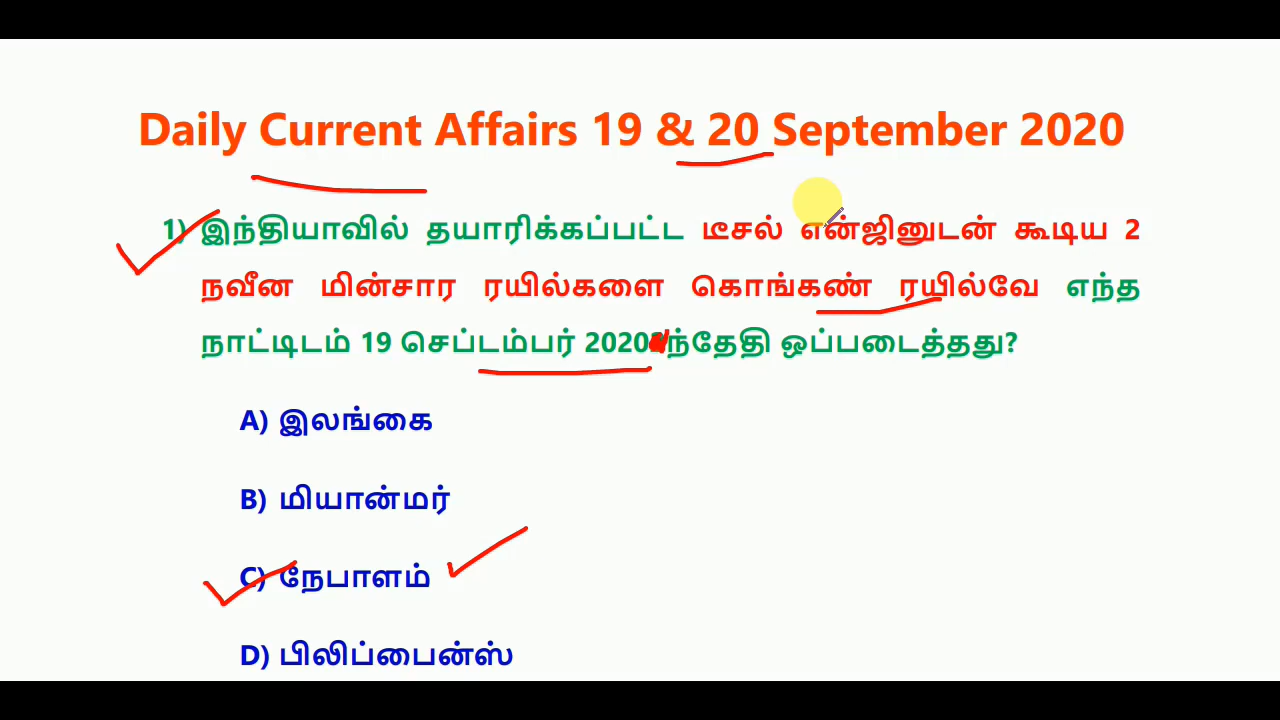 Daily Current Affairs 19 & 20 September 2020
1) இந்தியாவில் தயாரிக்கப்பட்ட டீசல் என்ஜினுடன் கூடிய 2
நவீன மின்சார ரயில்களை கொங்கண் ரயில்வே எந்த
நாட்டிடம் 19 செப்டம்பர் 2020ந்தேதி ஒப்படைத்தது?
A) இலங்கை
B) மியான்மர்
C) நேபாளம்
D) பிலிப்பைன்ஸ்